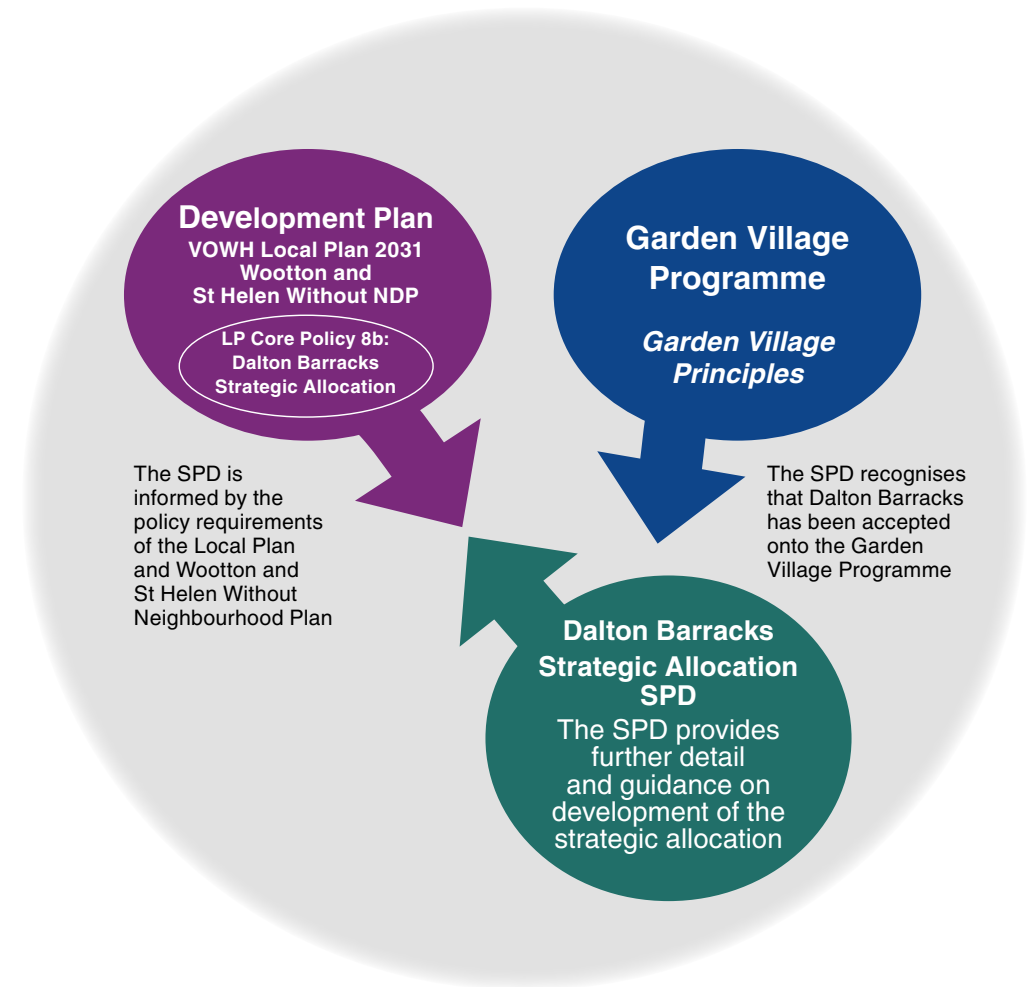 Development Plan
VOWH Local Plan 2031
Wootton and
St Helen Without NDP
LP Core Policy 8b:
Dalton Barracks
Strategic Allocation
Garden Village
Programme
Garden Village
Principles
The SPD is
informed by the
policy requirements
of the Local Plan
and Wootton and
St Helen Without
Neighbourhood Plan
The SPD recognises
that Dalton Barracks
has been accepted
onto the Garden
Village Programme
Dalton Barracks
Strategic Allocation
SPD
The SPD provides
further detail
and guidance on
development of the
strategic allocation